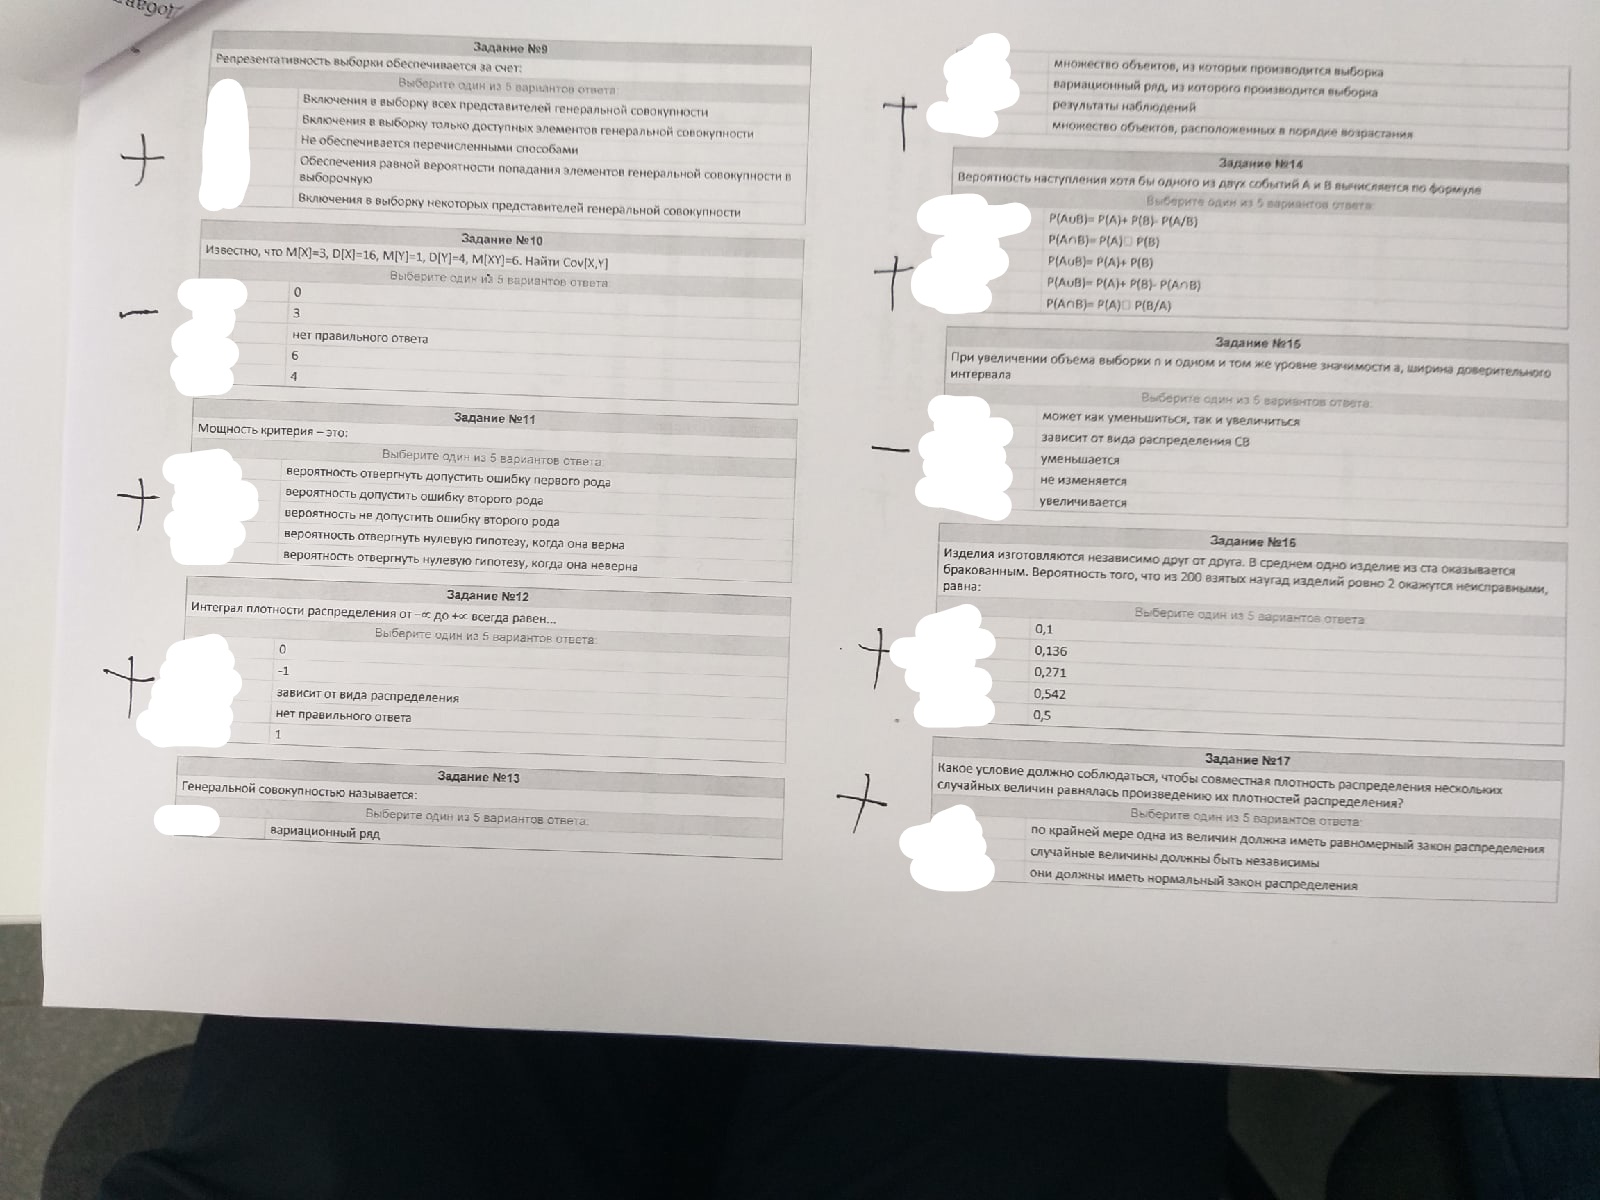 Задание №9
Репрезентативность выборки обеспечивается за счет:
Выберите один из 5 вариантов ответа:
Включения в выборку всех представителей генеральной совокупности
Включения в выборку только доступных элементов генеральной совокупности
Не обеспечивается перечисленными способами
Обеспечения равной вероятности попадания элементов генеральной совокупности в
выборочную
Включения в выборку некоторых представителей генеральной совокупности
+
Задание №10
Известно, что M[X]=3, D[X]=16, M[Y]=1, D[Y]=4, M[XY]=6. Найти Cov[X,Y]
Выберите один из 5 вариантов ответа:
0
3
нет правильного ответа
6
4
−
Задание №11
Мощность критерия – это:
Выберите один из 5 вариантов ответа:
вероятность отвергнуть допустить ошибку первого рода
вероятность допустить ошибку второго рода
вероятность не допустить ошибку второго рода
вероятность отвергнуть нулевую гипотезу, когда она верна
вероятность отвергнуть нулевую гипотезу, когда она неверна
+
Задание №12
Интеграл плотности распределения от −∝ до +∝ всегда равен...
Выберите один из 5 вариантов ответа:
0
-1
зависит от вида распределения
нет правильного ответа
1
+
Задание №13
Генеральной совокупностью называется:
Выберите один из 5 вариантов ответа:
вариационный ряд
множество объектов, из которых производится выборка
вариационный ряд, из которого производится выборка
результаты наблюдений
множество объектов, расположенных в порядке возрастания
+
Задание №14
Вероятность наступления хотя бы одного из двух событий A и B вычисляется по формуле
Выберите один из 5 вариантов ответа:
P(A∪B)= P(A)+ P(B)- P(A/B)
P(A∩B)= P(A)□ P(B)
P(A∪B)= P(A)+ P(B)
P(A∪B)= P(A)+ P(B)- P(A∩B)
P(A∩B)= P(A)□ P(B/A)
+
Задание №15
При увеличении объема выборки n и одном и том же уровне значимости a, ширина доверительного
интервала
Выберите один из 5 вариантов ответа:
может как уменьшиться, так и увеличиться
зависит от вида распределения СВ
уменьшается
не изменяется
увеличивается
−
Задание №16
Изделия изготовляются независимо друг от друга. В среднем одно изделие из ста оказывается
бракованным. Вероятность того, что из 200 взятых наугад изделий ровно 2 окажутся неисправными,
равна:
Выберите один из 5 вариантов ответа:
0,1
0,136
0,271
0,542
0,5
+
Задание №17
Какое условие должно соблюдаться, чтобы совместная плотность распределения нескольких
случайных величин равнялась произведению их плотностей распределения?
Выберите один из 5 вариантов ответа:
по крайней мере одна из величин должна иметь равномерный закон распределения
случайные величины должны быть независимы
они должны иметь нормальный закон распределения
+